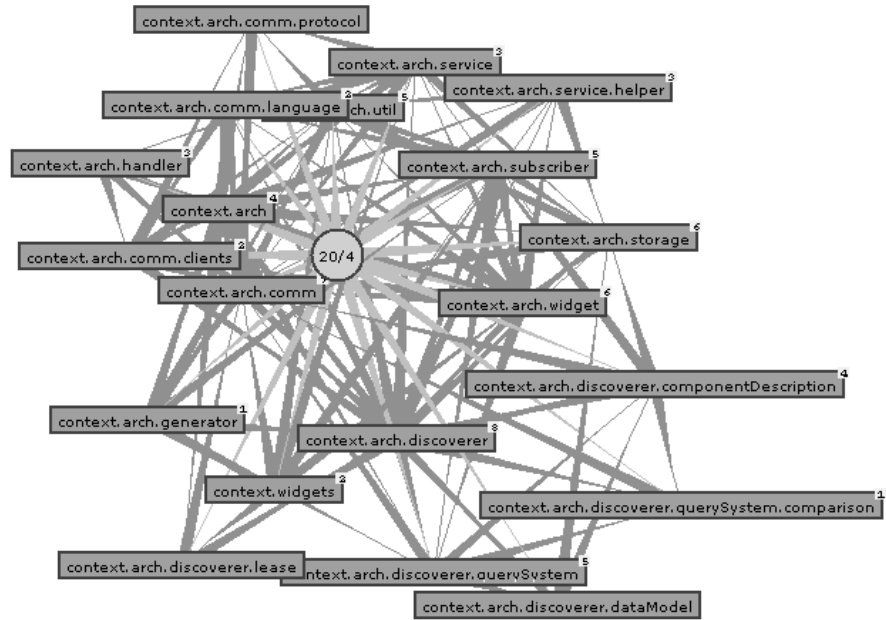 context.arch.comm.protocol
context.arch.service 3
context.arch.service.helper 3
context.arch.comm.language 2
ch.util 5
context.arch.handler 3
context.arch.subscriber 5
context.arch 4
context.arch.storage 6
context.arch.comm.clients 2
20/4
context.arch.comm
context.arch.widget 6
context.arch.discoverer.componentDescription 4
context.arch.generator 1
context.arch.discoverer 8
context.widgets 2
context.arch.discoverer.querySystem.comparison 1
context.arch.discoverer.lease
ntext.arch.discoverer.querySystem 5
context.arch.discoverer.dataModel